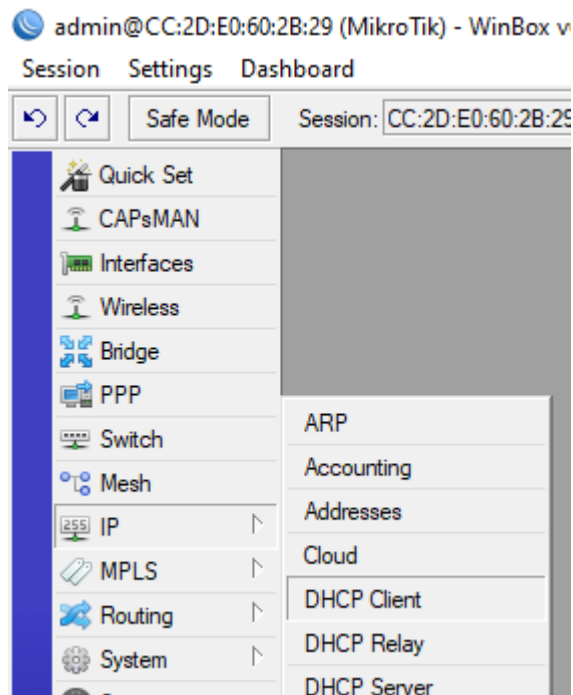 admin@CC:2D:E0:60:2B:29 (MikroTik) - WinBox
Session Settings Dashboard
Safe Mode Session: CC:2D:E0:60:2B:29
Quick Set
CAPsMAN
Interfaces
Wireless
Bridge
PPP
Switch
Mesh
255 IP
MPLS
Routing
System
ARP
Accounting
Addresses
Cloud
DHCP Client
DHCP Relay
DHCP Server